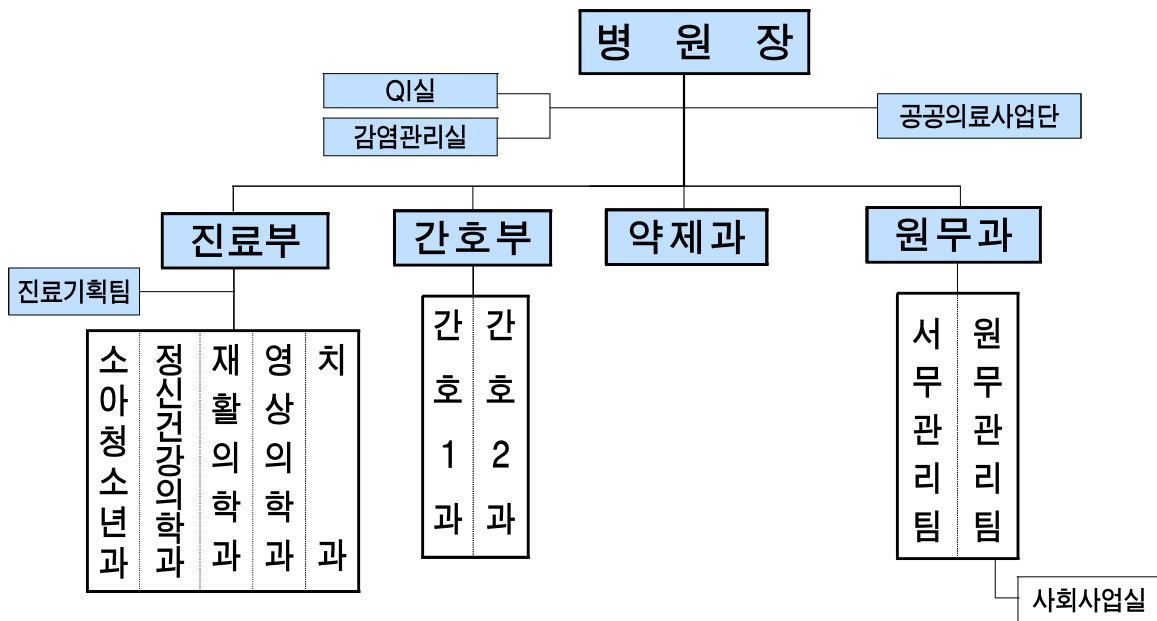 병 원 장
QI실
감염관리실
공공의료사업단
진료부
간호부
약제과
원무과
진료기획팀
소아청소년과
정신건강의학과
재활의학과
영상의학과
치 과
간호1과
간호2과
서무관리팀
원무관리팀
사회사업실